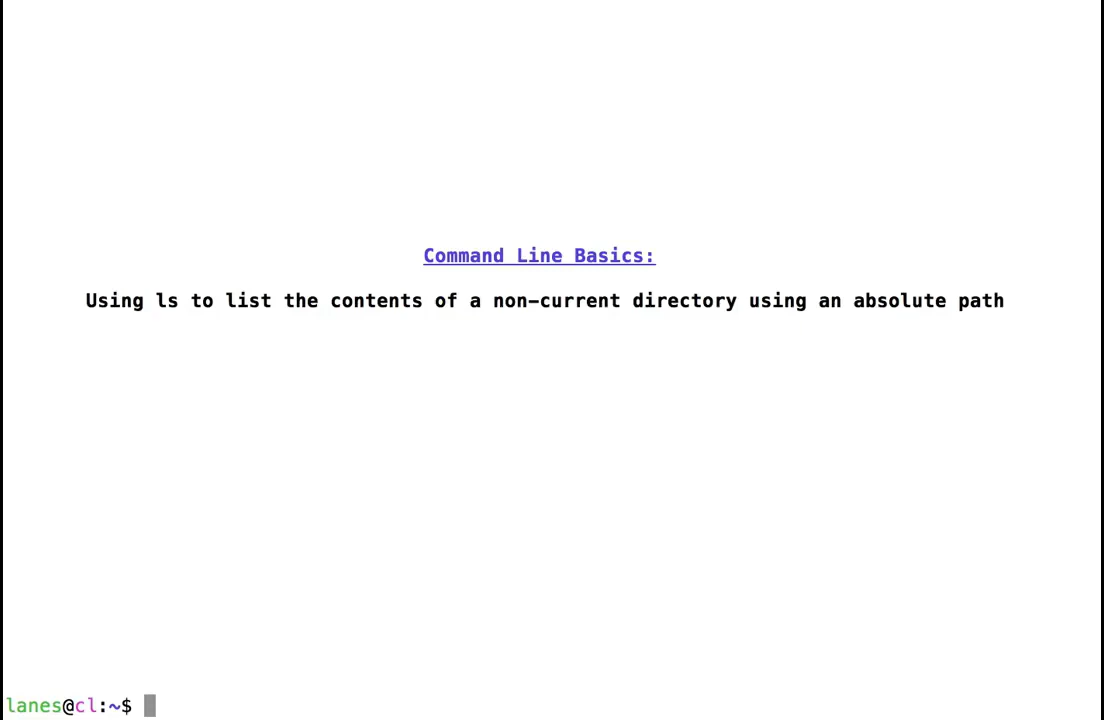 Command Line Basics:
Using ls to list the contents of a non-current directory using an absolute path
lanes@cl:~$